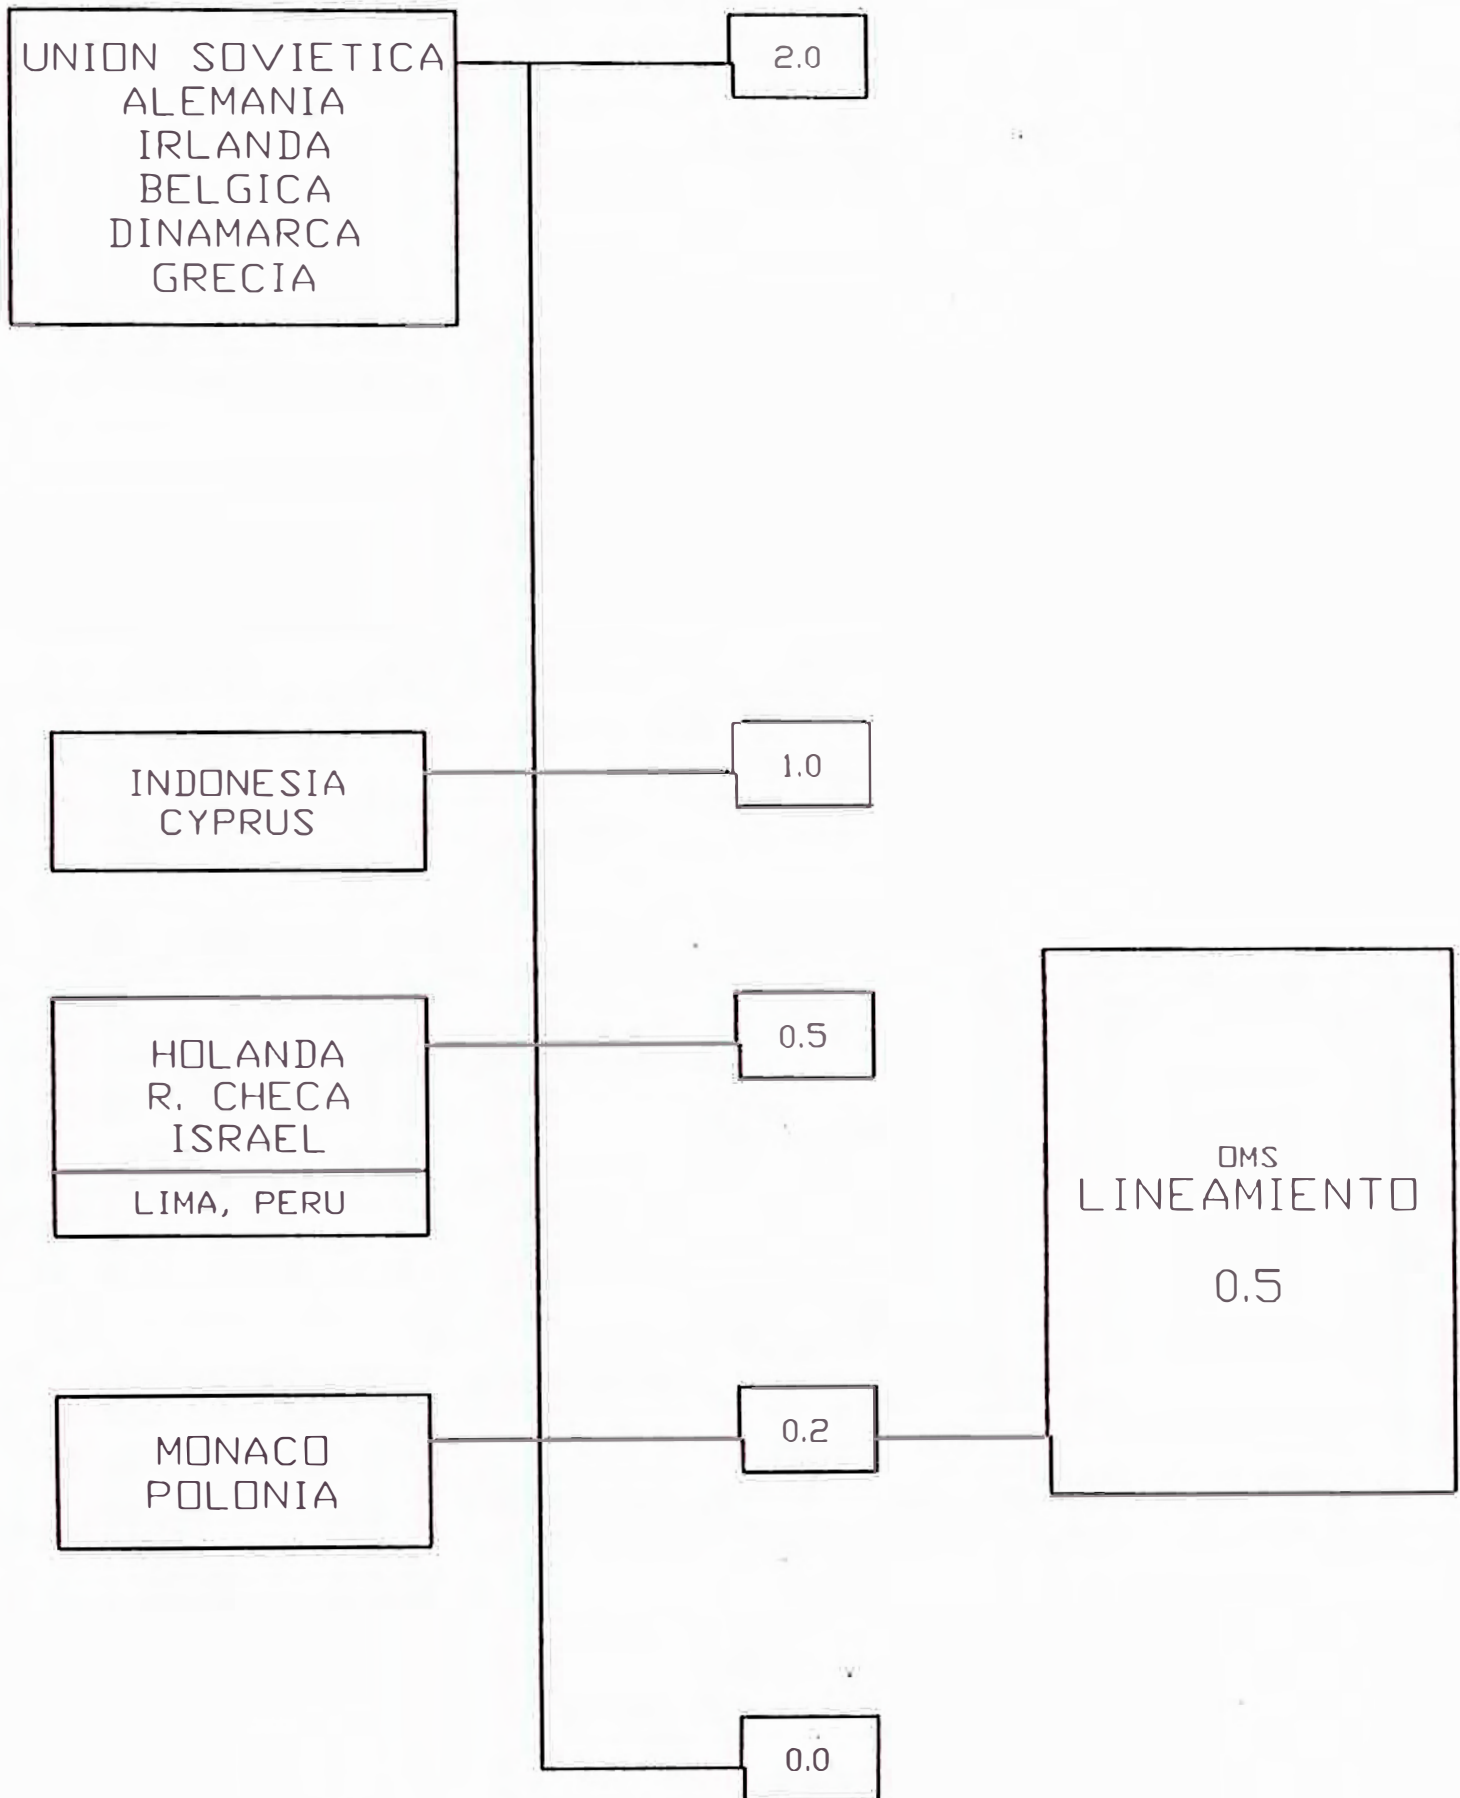 UNION SOVIETICA
ALEMANIA
IRLANDA
BELGICA
DINAMARCA
GRECIA
2.0
INDONESIA
CYPRUS
1.0
HOLANDA
R. CHECA
ISRAEL
LIMA, PERU
0.5
OMS
LINEAMIENTO
0.5
MONACO
POLONIA
0.2
0.0